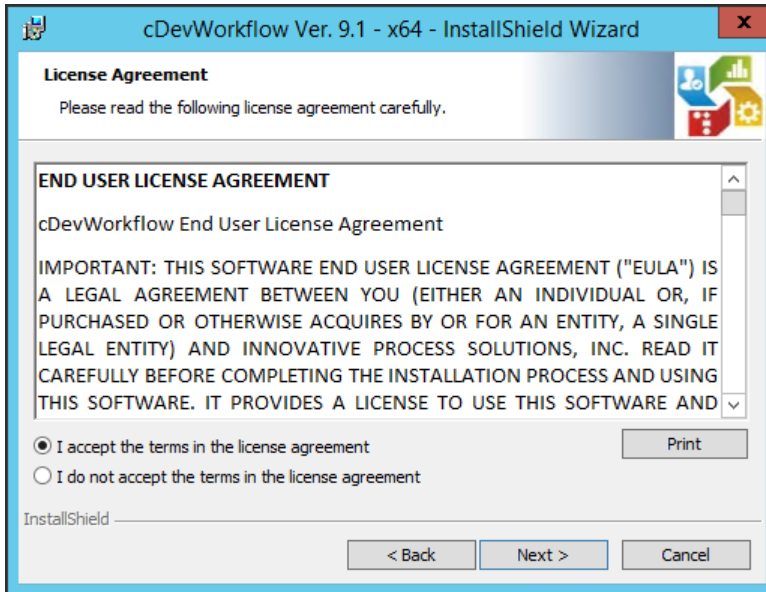 cDevWorkflow Ver. 9.1 - x64 - InstallShield Wizard
x
License Agreement
Please read the following license agreement carefully.
END USER LICENSE AGREEMENT
cDevWorkflow End User License Agreement
IMPORTANT: THIS SOFTWARE END USER LICENSE AGREEMENT ("EULA") IS
A LEGAL AGREEMENT BETWEEN YOU (EITHER AN INDIVIDUAL OR, IF
PURCHASED OR OTHERWISE ACQUIRES BY OR FOR AN ENTITY, A SINGLE
LEGAL ENTITY) AND INNOVATIVE PROCESS SOLUTIONS, INC. READ IT
CAREFULLY BEFORE COMPLETING THE INSTALLATION PROCESS AND USING
THIS SOFTWARE. IT PROVIDES A LICENSE TO USE THIS SOFTWARE AND
I accept the terms in the license agreement
Print
I do not accept the terms in the license agreement
InstallShield
< Back Next > Cancel